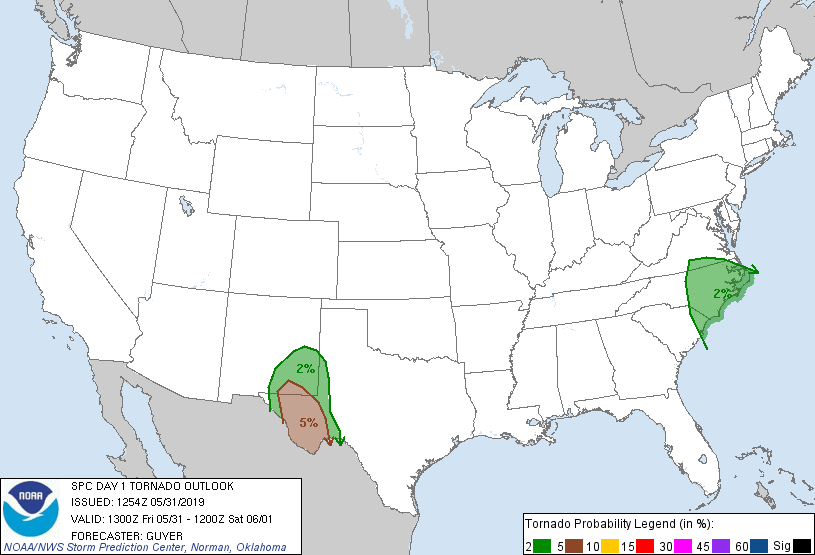 2%
2%
5%
NOAA
SPC DAY 1 TORNADO OUTLOOK
ISSUED: 1254Z 05/31/2019
VALID: 1300Z Fri 05/31 - 1200Z Sat 06/01
FORECASTER: GUYER
NOAA/NWS Storm Prediction Center, Norman, Oklahoma
Tornado Probability Legend (in %):
2 5 10 15 30 45 60 Sig